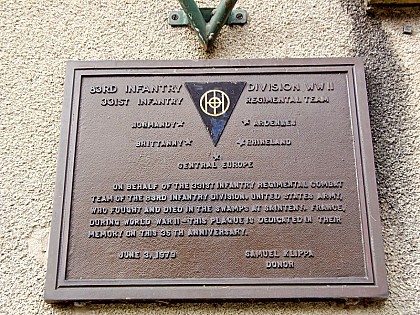 83RD INFANTRY DIVISION WW II
331ST INFANTRY REGIMENTAL TEAM
NORMANDY ★ ★ ARDENNES
BRITTANNY ★ ★ RHINELAND
★
CENTRAL EUROPE
ON BEHALF OF THE 331ST INFANTRY REGIMENTAL COMBAT
TEAM OF THE 83RD INFANTRY DIVISION, UNITED STATES ARMY,
WHO FOUGHT AND DIED IN THE SWAMPS AT SAINTENY, FRANCE,
DURING WORLD WAR II - THIS PLAQUE IS DEDICATED IN THEIR
MEMORY ON THIS 35TH ANNIVERSARY.
JUNE 3, 1979 SAMUEL KLIPPA
DONOR